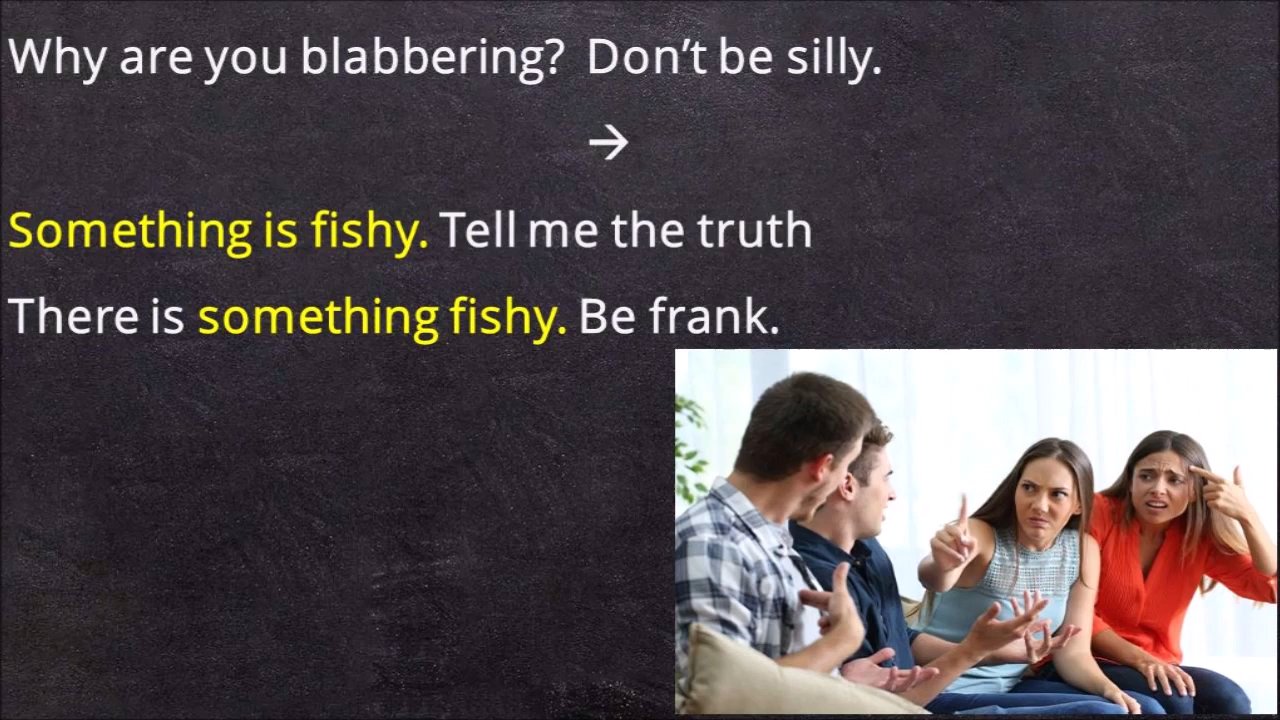 Why are you blabbering?  Don’t be silly.
→
Something is fishy. Tell me the truth
There is something fishy. Be frank.